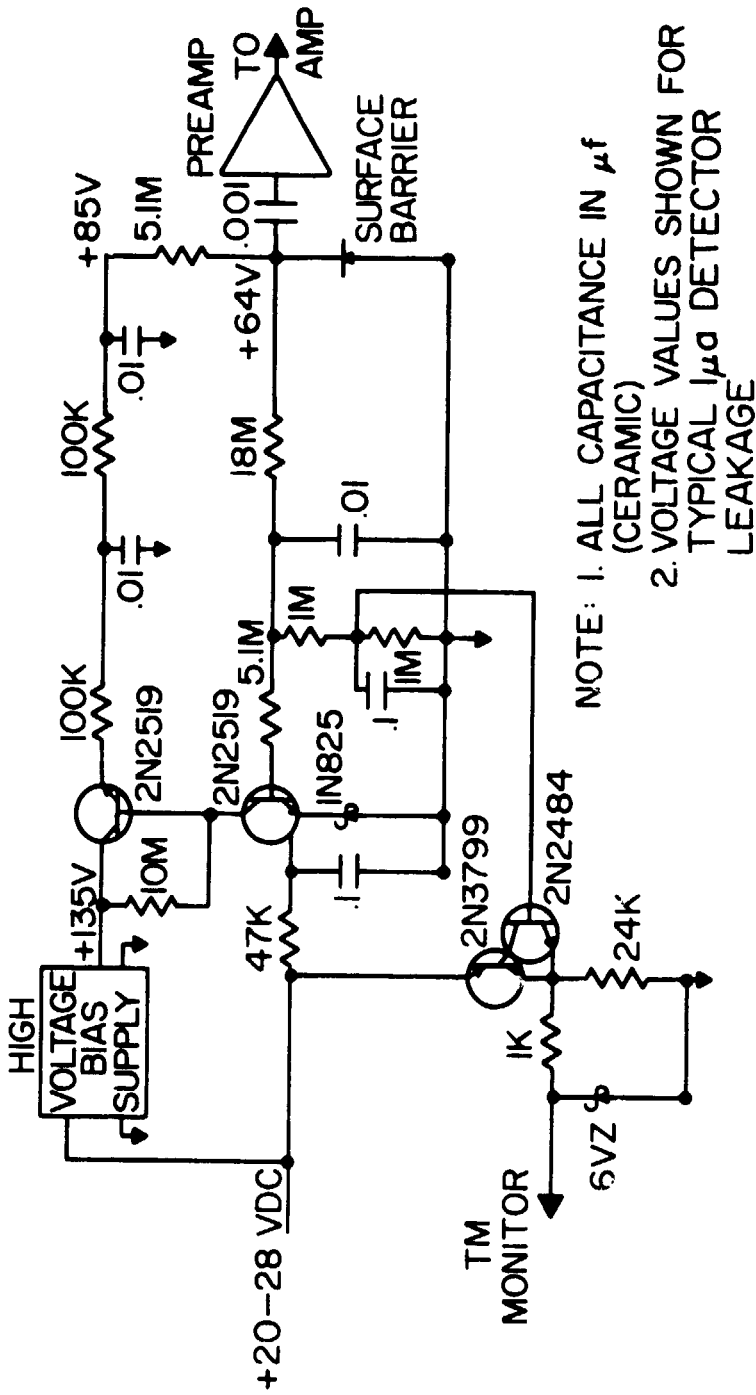 HIGH
VOLTAGE
BIAS
SUPPLY
+135V
10M
2N2519
100K
.01
100K
.01
+85V
5.1M
PREAMP
TO
AMP
.001
+64V
SURFACE
BARRIER
18M
.01
5.1M
1M
1M
.1
2N2519
1N825
.1
47K
+20-28 VDC
2N3799
2N2484
24K
1K
6VZ
TM
MONITOR
NOTE: 1. ALL CAPACITANCE IN μf
(CERAMIC)
2. VOLTAGE VALUES SHOWN FOR
TYPICAL 1μa DETECTOR
LEAKAGE